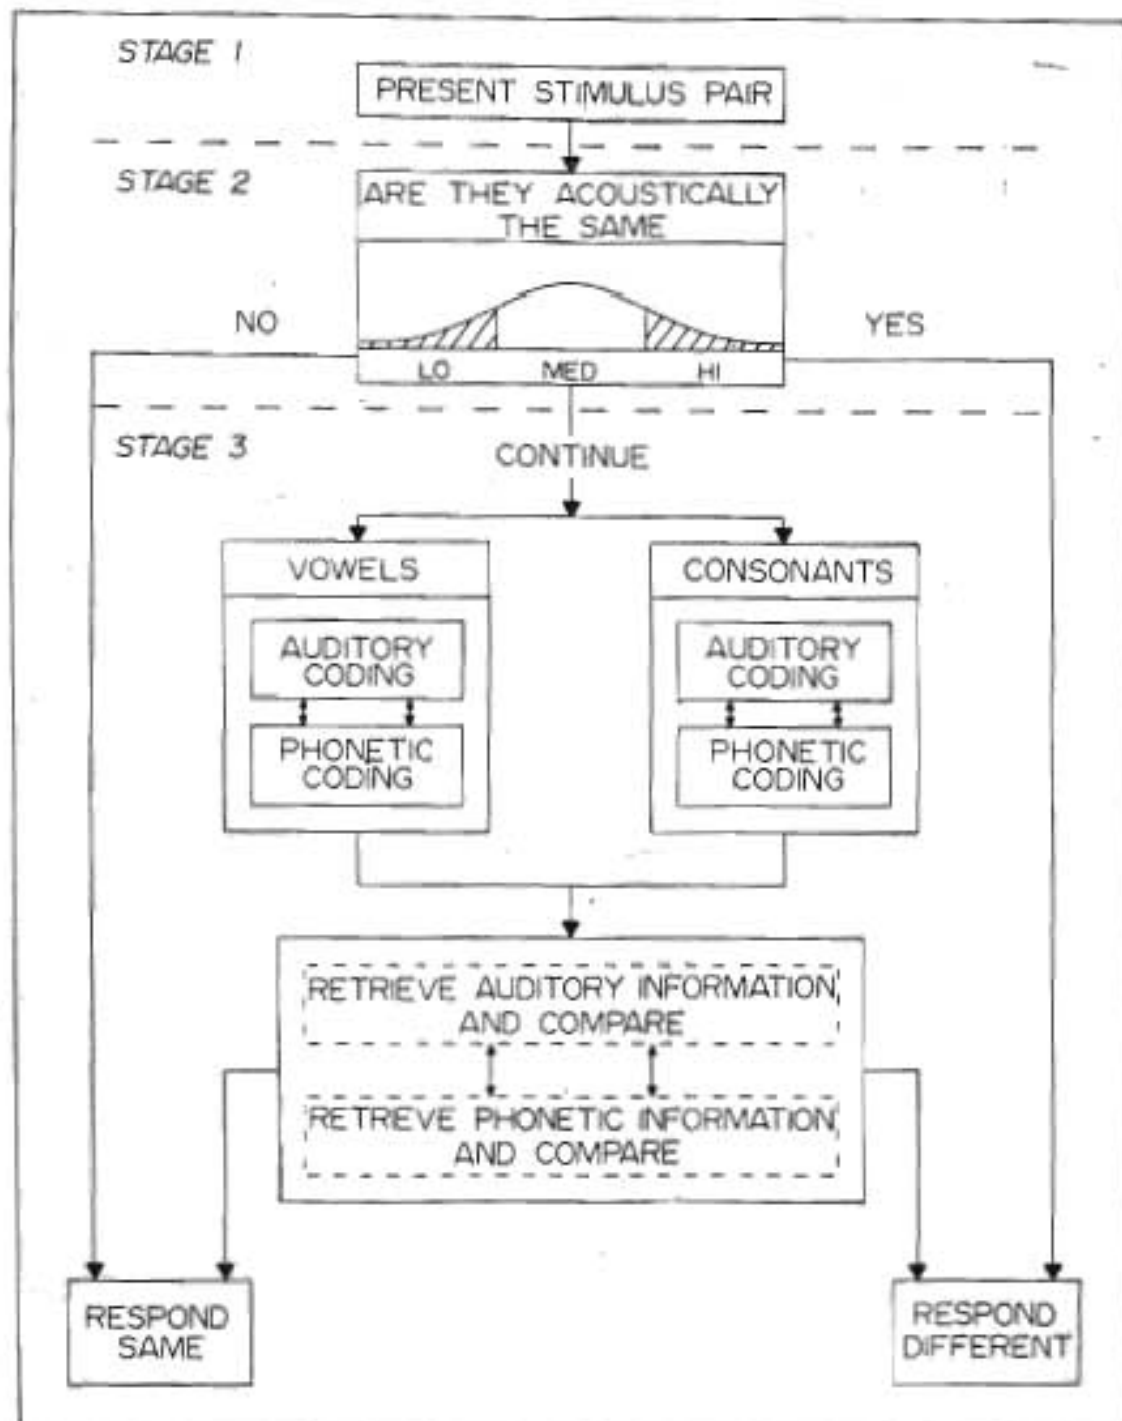 STAGE 1
PRESENT STIMULUS PAIR
STAGE 2
ARE THEY ACOUSTICALLY
THE SAME
NO
YES
LO
MED
HI
STAGE 3
CONTINUE
VOWELS
AUDITORY
CODING
PHONETIC
CODING
CONSONANTS
AUDITORY
CODING
PHONETIC
CODING
RETRIEVE AUDITORY INFORMATION
AND COMPARE
RETRIEVE PHONETIC INFORMATION
AND COMPARE
RESPOND
SAME
RESPOND
DIFFERENT